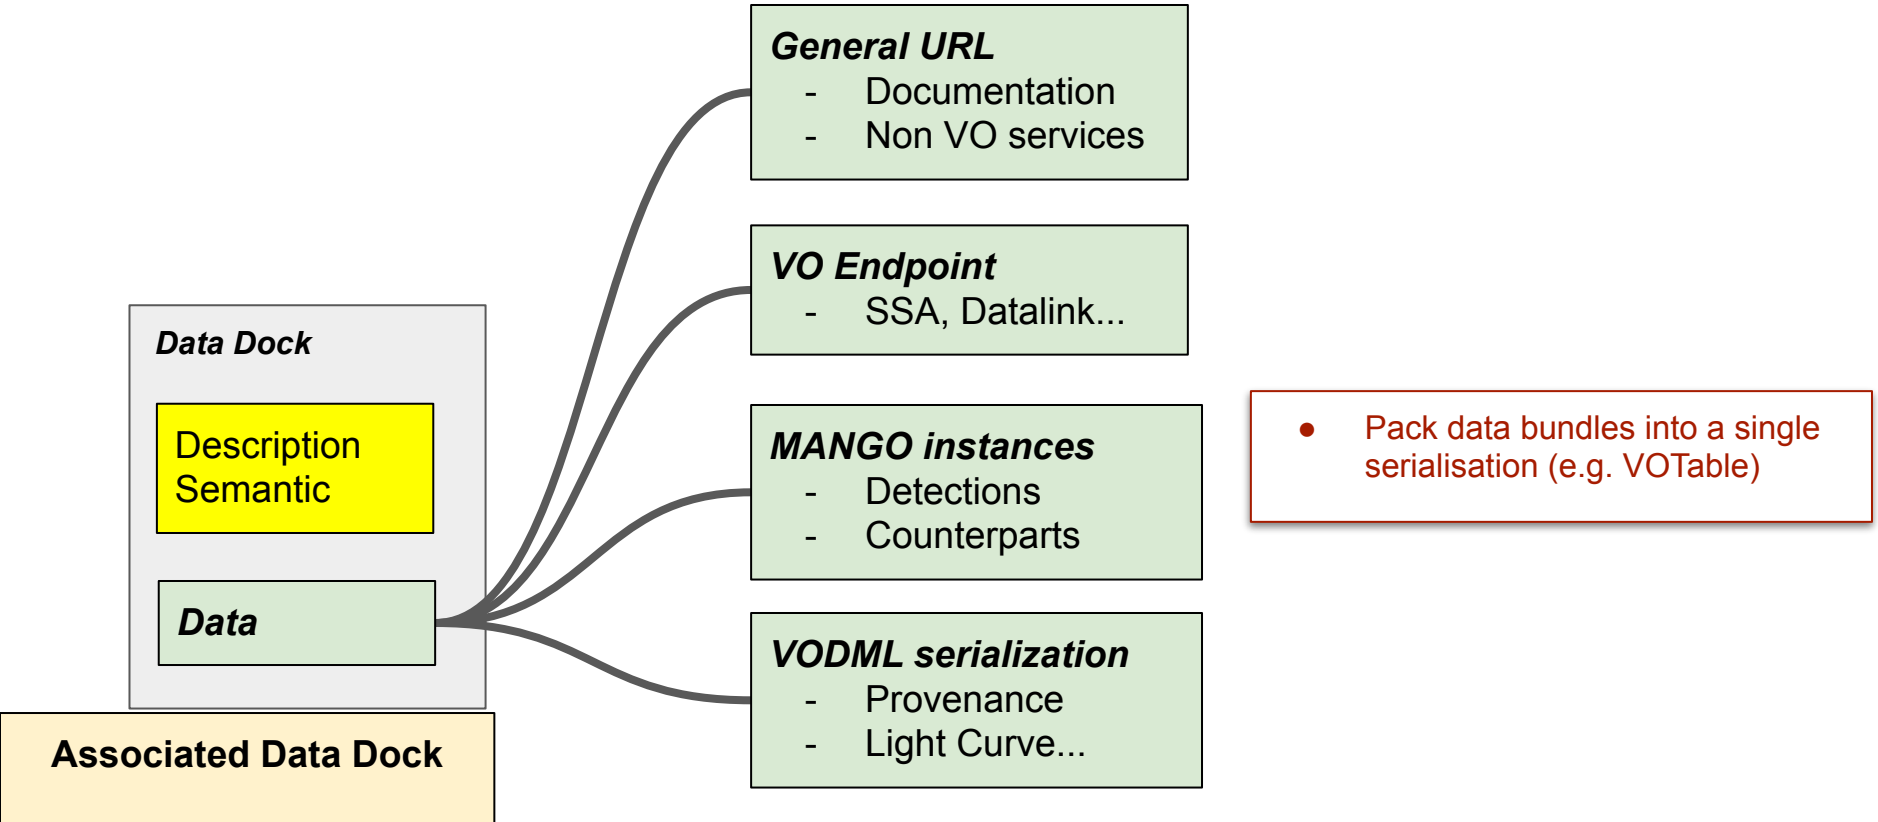 General URL
- Documentation
- Non VO services
VO Endpoint
- SSA, Datalink...
Data Dock
Description
Semantic
Data
MANGO instances
- Detections
- Counterparts
VODML serialization
- Provenance
- Light Curve...
● Pack data bundles into a single
serialisation (e.g. VOTable)
Associated Data Dock